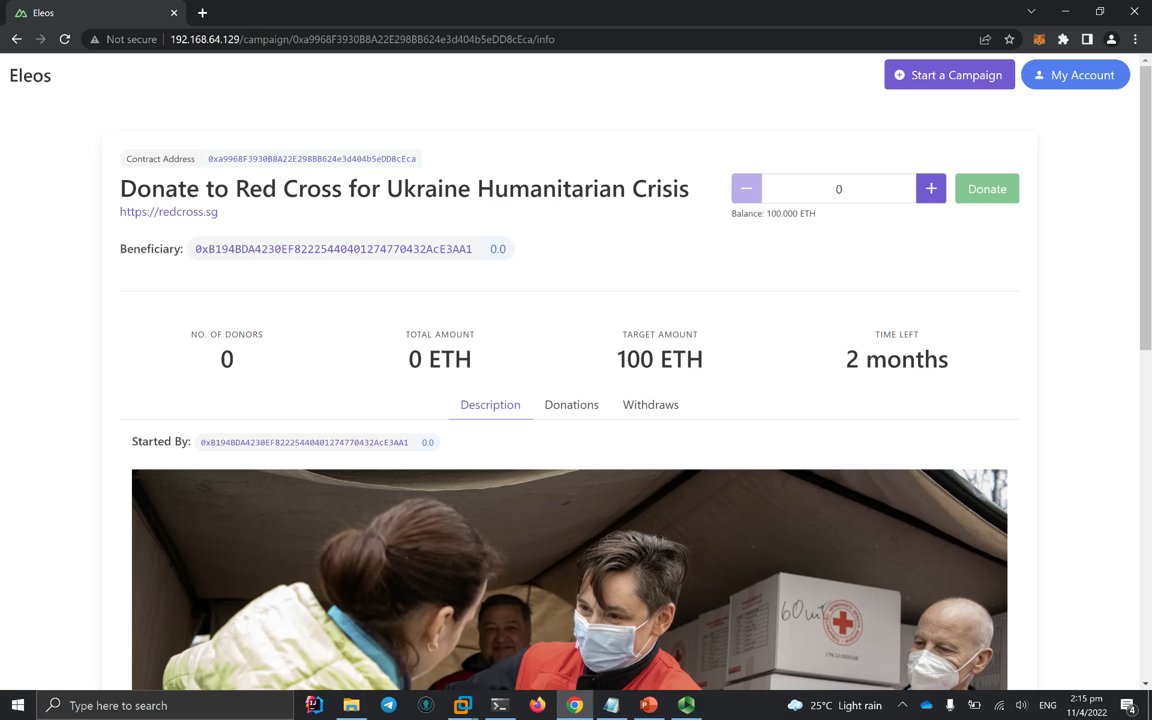 Eleos
Not secure 192.168.64.129/campaign/0xa9968F3930B8A22E298BB624e3d404b5eDD8cEca/info
Eleos
Start a Campaign
My Account
Contract Address 0xa9968F3930B8A22E298BB624e3d404b5eDD8cEca
Donate to Red Cross for Ukraine Humanitarian Crisis
0
Donate
https://redcross.sg
Balance: 100.000 ETH
Beneficiary: 0xB194BDA4230EF82225440401274770432AcE3AA1 0.0
NO. OF DONORS
TOTAL AMOUNT
TARGET AMOUNT
TIME LEFT
0
0 ETH
100 ETH
2 months
Description
Donations
Withdraws
Started By: 0xB194BDA4230EF82225440401274770432AcE3AA1 0.0
60шт
Type here to search
25°C Light rain
ENG
2:15 pm
11/4/2022
4